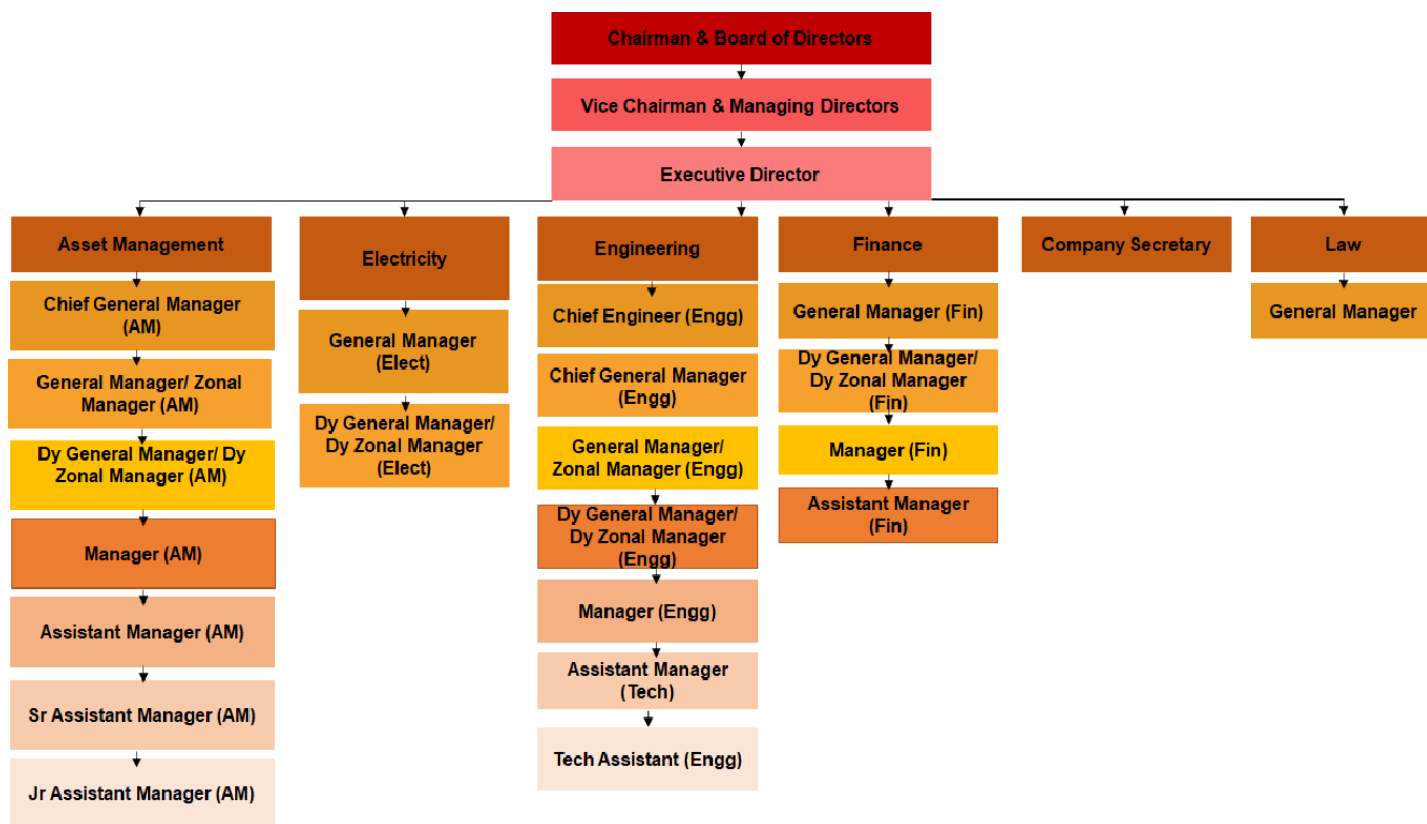 Chairman & Board of Directors
Vice Chairman & Managing Directors
Executive Director
Asset Management
Chief General Manager
(AM)
General Manager/ Zonal
Manager (AM)
Dy General Manager/ Dy
Zonal Manager (AM)
Manager (AM)
Assistant Manager (AM)
Sr Assistant Manager (AM)
Jr Assistant Manager (AM)
Electricity
General Manager
(Elect)
Dy General Manager/
Dy Zonal Manager
(Elect)
Engineering
Chief Engineer (Engg)
Chief General Manager
(Engg)
General Manager/
Zonal Manager (Engg)
Dy General Manager/
Dy Zonal Manager
(Engg)
Manager (Engg)
Assistant Manager
(Tech)
Tech Assistant (Engg)
Finance
General Manager (Fin)
Dy General Manager/
Dy Zonal Manager
(Fin)
Manager (Fin)
Assistant Manager
(Fin)
Company Secretary
Law
General Manager